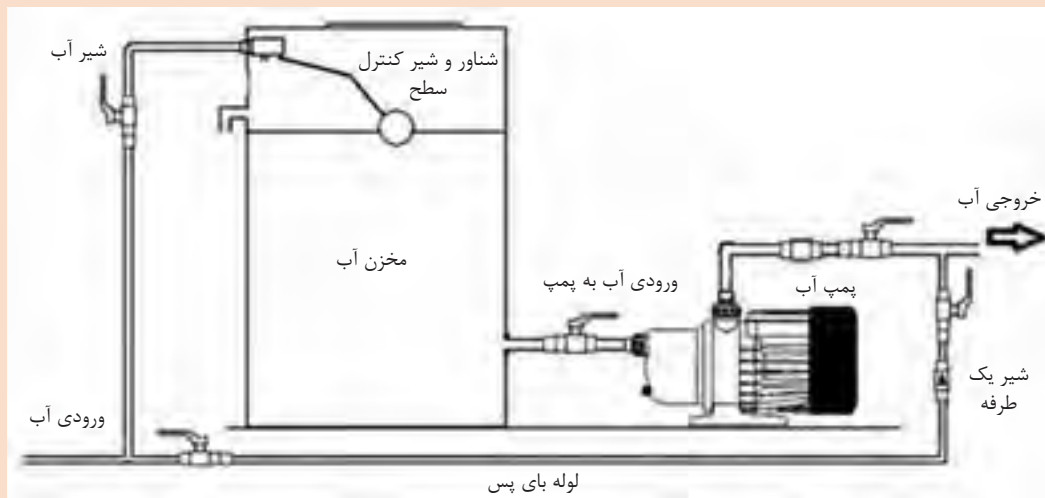 شیر آب
شناور و شیر کنترل
سطح
خروجی آب
مخزن آب
ورودی آب به پمپ
پمپ آب
شیر یک
طرفه
ورودی آب
لوله بای پس